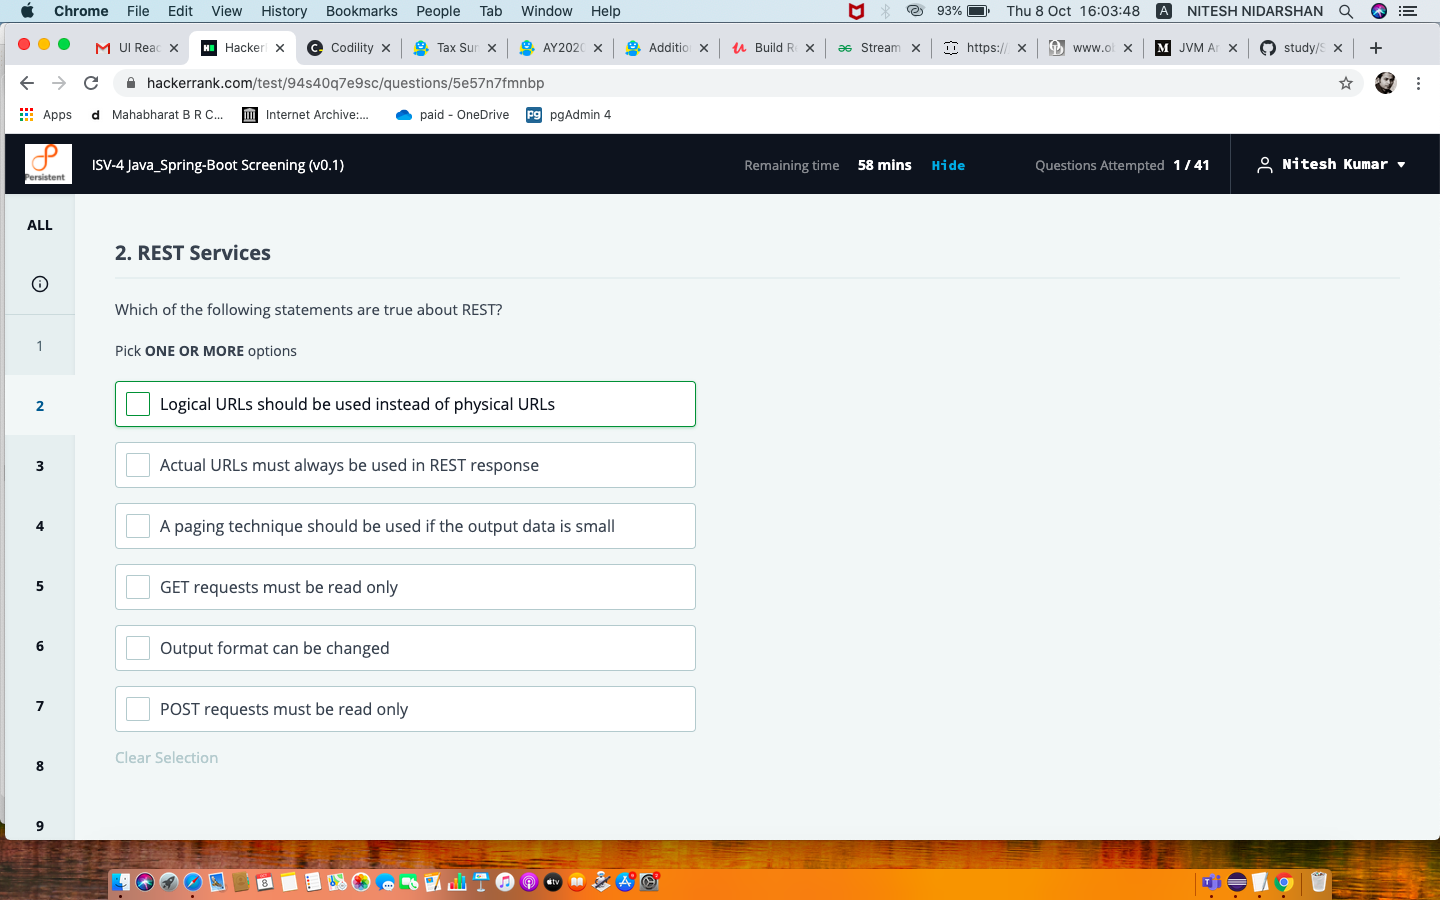 Chrome File Edit View History Bookmarks People Tab Window Help 93% Thu 8 Oct 16:03:48 A NITESH NIDARSHAN
UI Reac Hacker Codility Tax Su AY202 Additio Build R Stream https:// www.ol JVM Ar study/S
hackerrank.com/test/94s40q7e9sc/questions/5e57n7fmnbp
Apps d Mahabharat B R C... Internet Archive:... paid - OneDrive pg pgAdmin 4
Persistent ISV-4 Java_Spring-Boot Screening (v0.1) Remaining time 58 mins Hide Questions Attempted 1 / 41 Nitesh Kumar
ALL
2. REST Services
Which of the following statements are true about REST?
1
Pick ONE OR MORE options
2
Logical URLs should be used instead of physical URLs
3
Actual URLs must always be used in REST response
4
A paging technique should be used if the output data is small
5
GET requests must be read only
6
Output format can be changed
7
POST requests must be read only
Clear Selection
8
9
8 tv